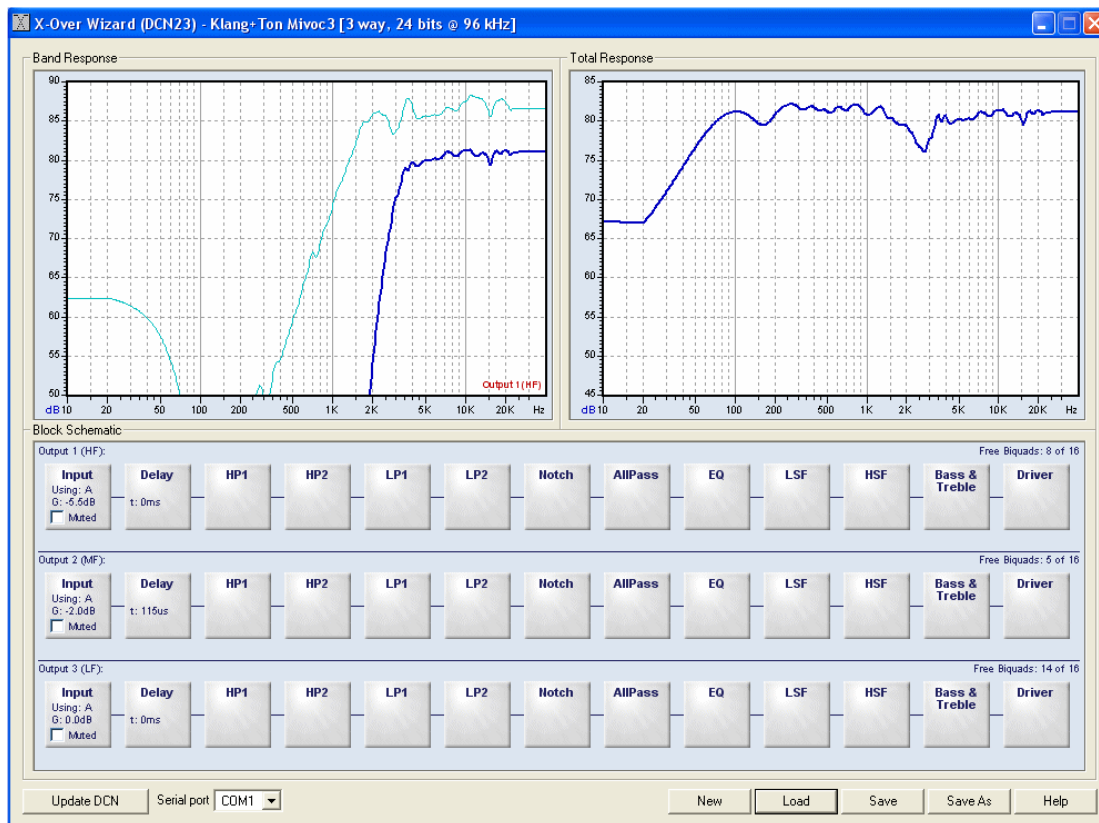 X-Over Wizard (DCN23) - Klang+Ton Mivoc3 [3 way, 24 bits @ 96 kHz]
Band Response
90
85
80
75
70
65
60
55
50
Output 1 (HF)
dB 10 20 50 100 200 500 1K 2K 5K 10K 20K Hz
Total Response
85
80
75
70
65
60
55
50
45
dB 10 20 50 100 200 500 1K 2K 5K 10K 20K Hz
Block Schematic
Output 1 (HF): Free Biquads: 8 of 16
Input Delay HP1 HP2 LP1 LP2 Notch AllPass EQ LSF HSF Bass & Treble Driver
Using: A
G: -5.5dB t: 0ms
Muted
Output 2 (MF): Free Biquads: 5 of 16
Input Delay HP1 HP2 LP1 LP2 Notch AllPass EQ LSF HSF Bass & Treble Driver
Using: A
G: -2.0dB t: 115us
Muted
Output 3 (LF): Free Biquads: 14 of 16
Input Delay HP1 HP2 LP1 LP2 Notch AllPass EQ LSF HSF Bass & Treble Driver
Using: A
G: 0.0dB t: 0ms
Muted
Update DCN Serial port COM1 New Load Save Save As Help